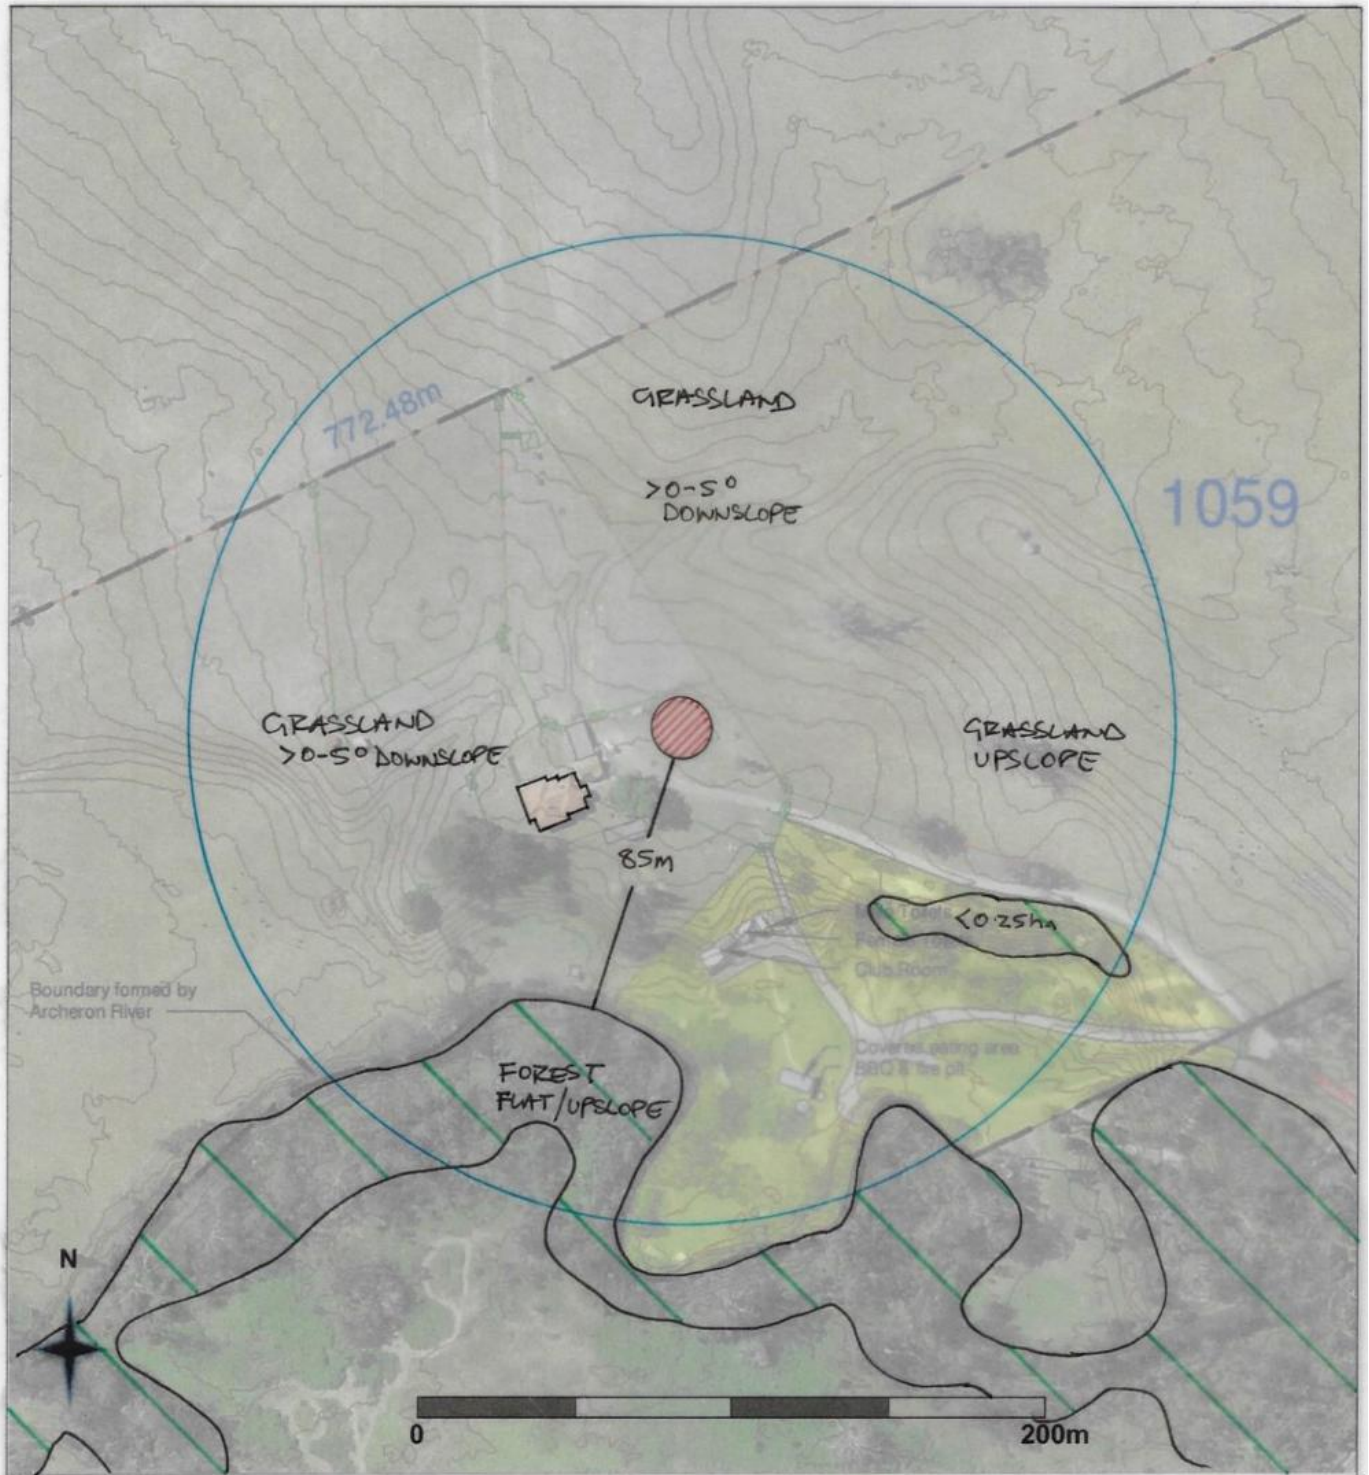 772.48m
GRASSLAND
>0-5°
DOWNSLOPE
1059
GRASSLAND
>0-5° DOWNSLOPE
GRASSLAND
UPSLOPE
85m
<0.25ha
Club Room
Boundary formed by
Archeron River
Covered eating area
BBQ & fire pit
FOREST
FLAT/UPSLOPE
N
0
200m